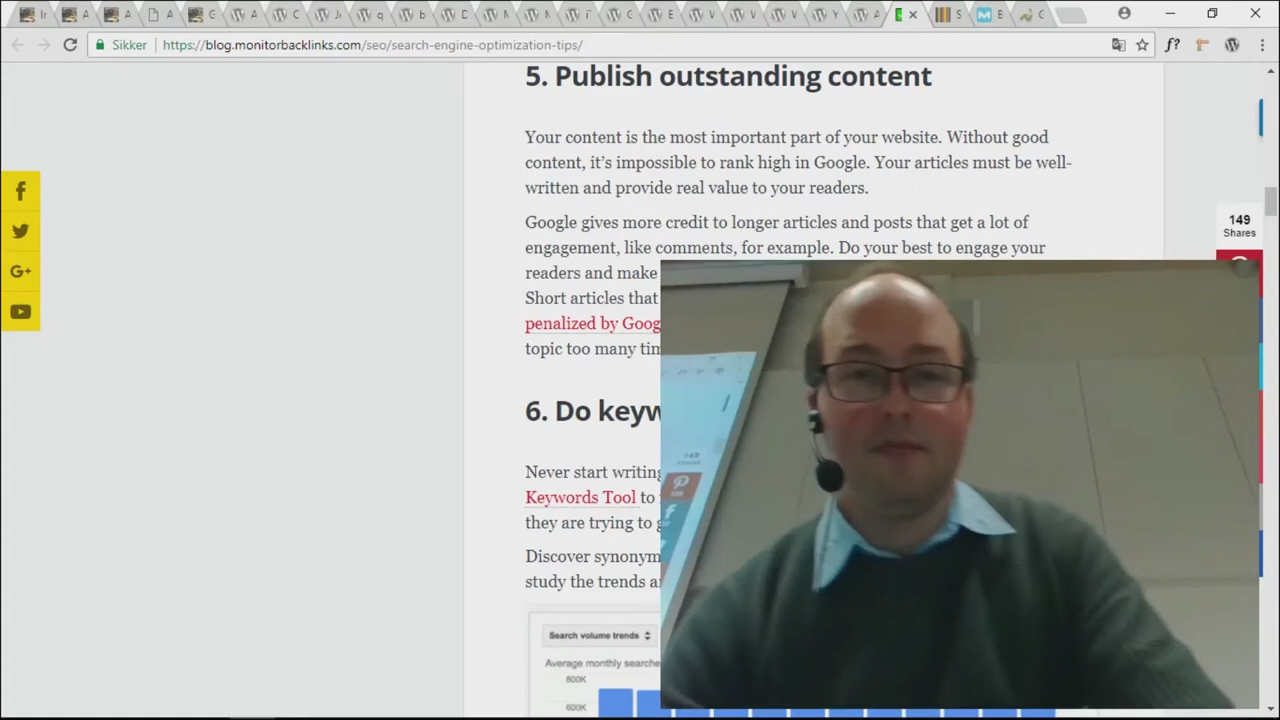 Sikker
https://blog.monitorbacklinks.com/seo/search-engine-optimization-tips/
5. Publish outstanding content
Your content is the most important part of your website. Without good
content, it’s impossible to rank high in Google. Your articles must be well-
written and provide real value to your readers.
Google gives more credit to longer articles and posts that get a lot of
engagement, like comments, for example. Do your best to engage your
readers and make
Short articles that
penalized by Goog
topic too many tim
149
Shares
6. Do keyw
Never start writing
Keywords Tool to
they are trying to g
Discover synonym
study the trends a
Search volume trends
Average monthly searche
800K
600K